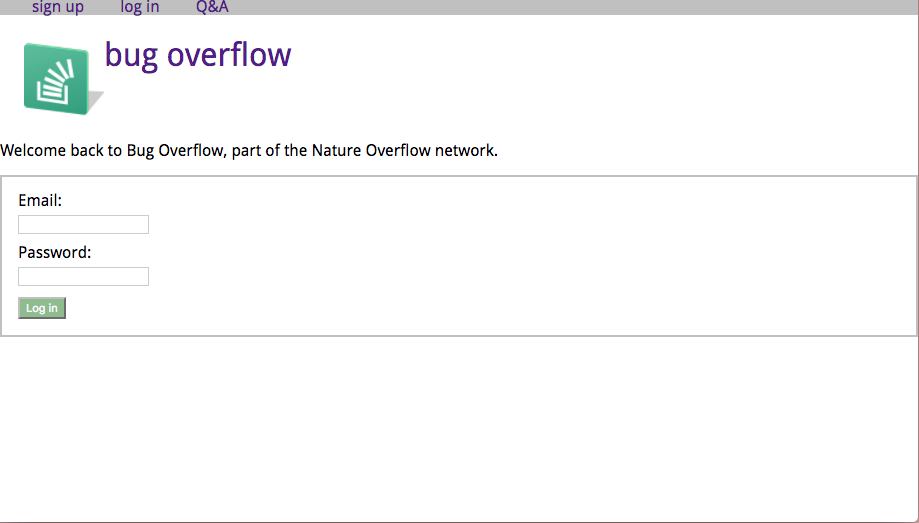 sign up log in Q&A
bug overflow
Welcome back to Bug Overflow, part of the Nature Overflow network.
Email:
Password:
Log in